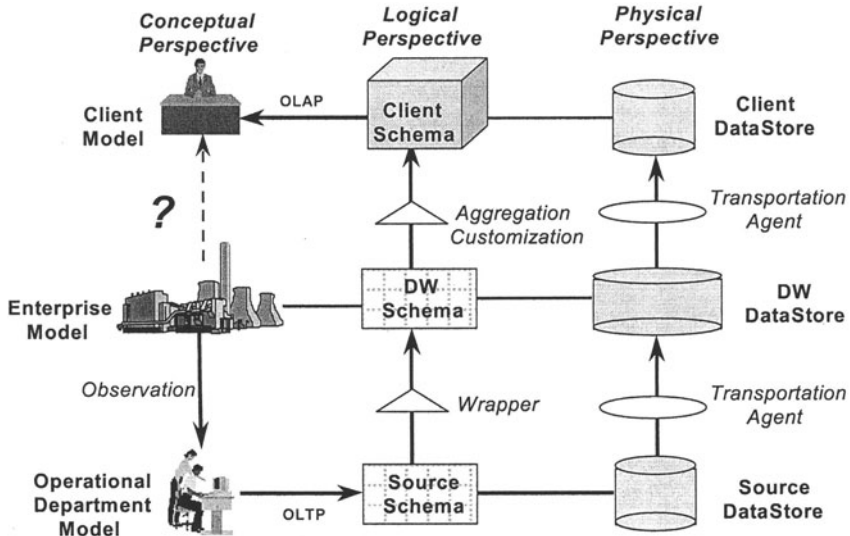 Conceptual
Perspective
Logical
Perspective
Physical
Perspective
Client
Model
OLAP
Client
Schema
Client
DataStore
?
Aggregation
Customization
Transportation
Agent
Enterprise
Model
DW
Schema
DW
DataStore
Observation
Wrapper
Transportation
Agent
Operational
Department
Model
OLTP
Source
Schema
Source
DataStore